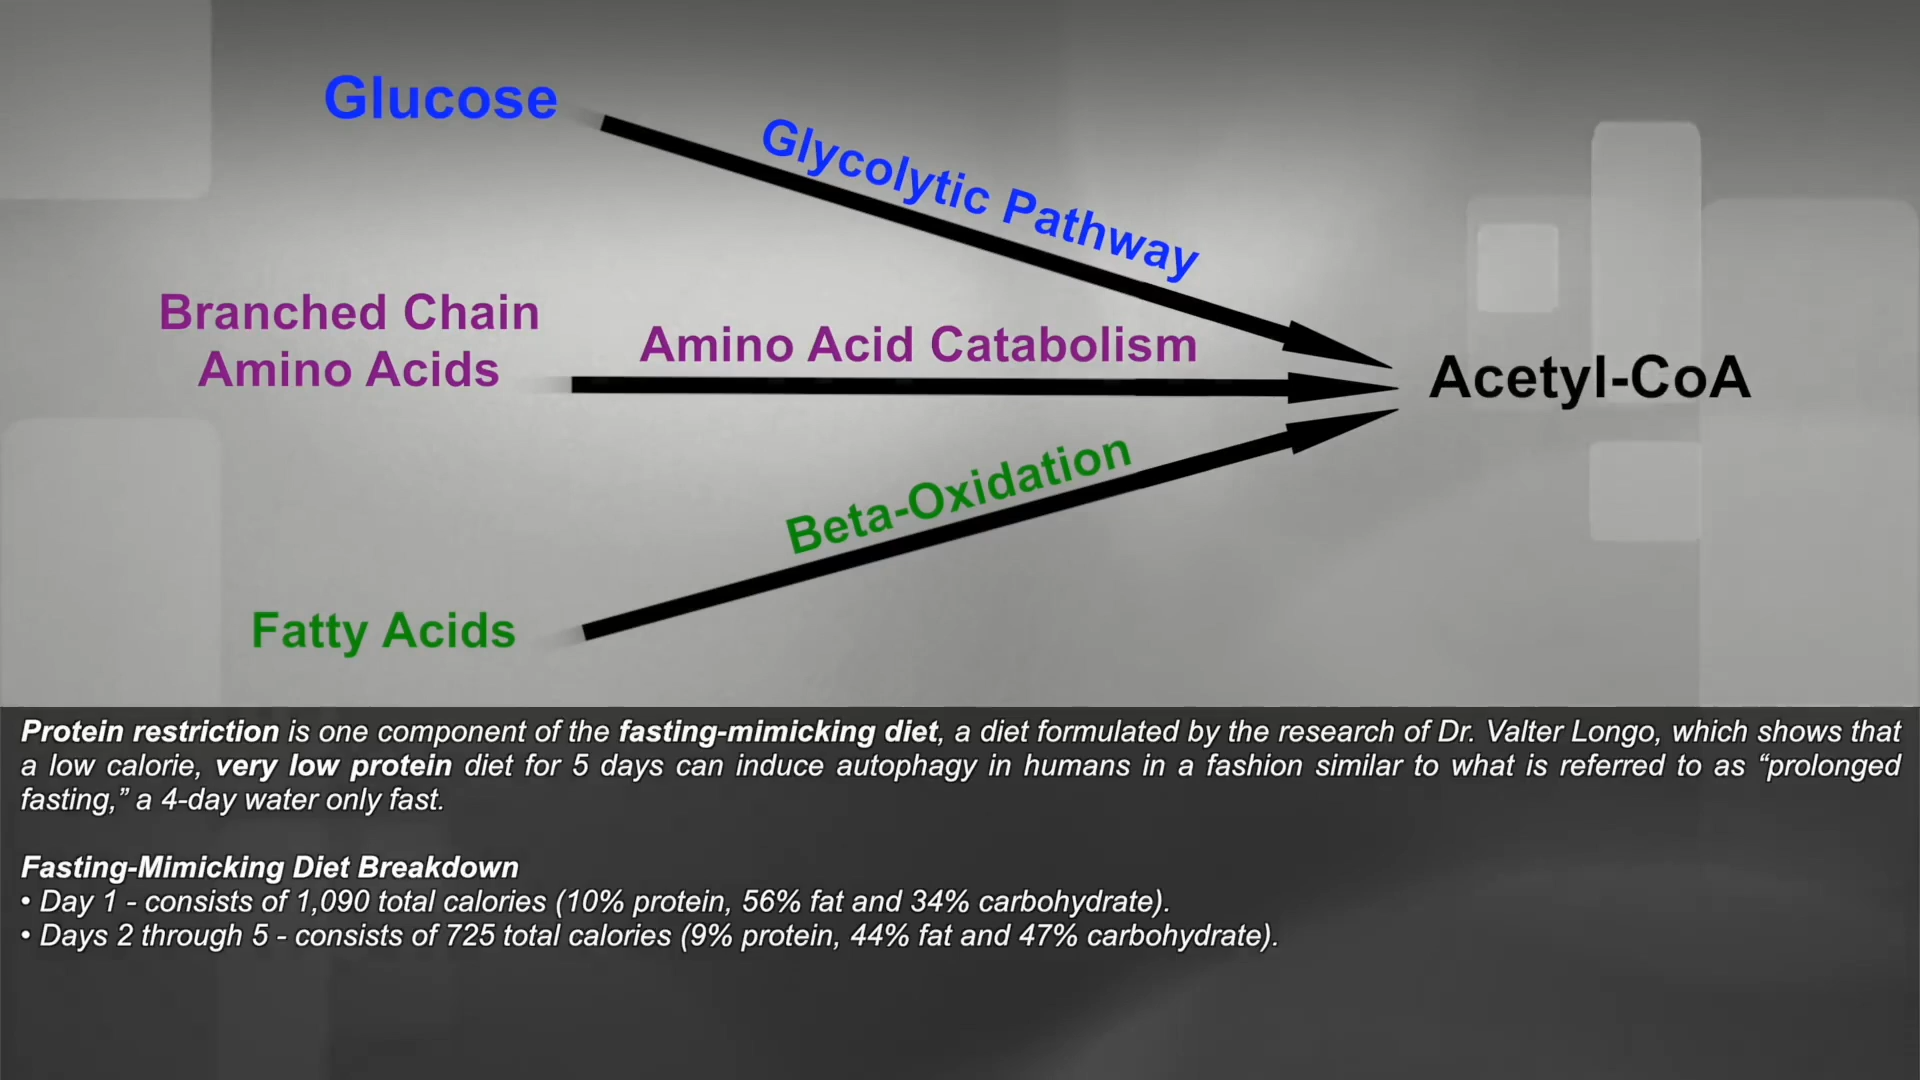 Glucose
Glycolytic Pathway
Branched Chain
Amino Acids
Amino Acid Catabolism
Acetyl-CoA
Beta-Oxidation
Fatty Acids
Protein restriction is one component of the fasting-mimicking diet, a diet formulated by the research of Dr. Valter Longo, which shows that
a low calorie, very low protein diet for 5 days can induce autophagy in humans in a fashion similar to what is referred to as “prolonged
fasting,” a 4-day water only fast.
Fasting-Mimicking Diet Breakdown
• Day 1 - consists of 1,090 total calories (10% protein, 56% fat and 34% carbohydrate).
• Days 2 through 5 - consists of 725 total calories (9% protein, 44% fat and 47% carbohydrate).